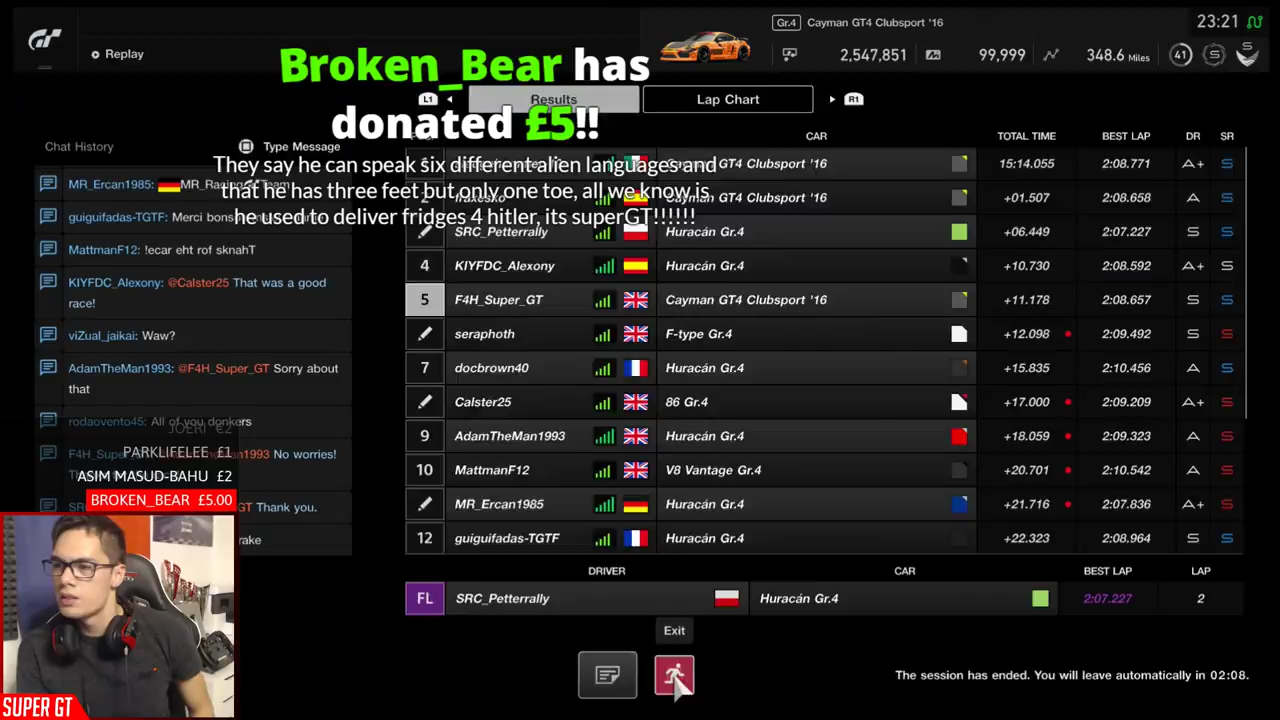 Gr.4 Cayman GT4 Clubsport '16
23:21
Replay
2,547,851
99,999
348.6 Miles
41
S
S
Broken_Bear has
donated £5!!
They say he can speak six different alien languages and
that he has three feet but only one toe, all we know is
he used to deliver fridges 4 hitler, its superGT!!!!!!
L1
Results
Lap Chart
R1
Chat History
Type Message
MR_Ercan1985:
guiguifadas-TGTF: Merci
MattmanF12: !ecar eht rof sknahT
KIYFDC_Alexony: @Calster25 That was a good
race!
viZual_jaikai: Waw?
AdamTheMan1993: @F4H_Super_GT Sorry about
that
rodaovento45: All of you donkers
No worries!
Thank you.
JOERI €2
PARKLIFELEE £1
ASIM MASUD-BAHU £2
BROKEN_BEAR £5.00
CAR TOTAL TIME BEST LAP DR SR
Cayman GT4 Clubsport '16 15:14.055 2:08.771 A+ S
2 Cayman GT4 Clubsport '16 +01.507 2:08.658 A S
SRC_Petterrally Huracán Gr.4 +06.449 2:07.227 S S
4 KIYFDC_Alexony Huracán Gr.4 +10.730 2:08.592 A+ S
5 F4H_Super_GT Cayman GT4 Clubsport '16 +11.178 2:08.657 S S
seraphoth F-type Gr.4 +12.098 2:09.492 S S
7 docbrown40 Huracán Gr.4 +15.835 2:10.456 A S
Calster25 86 Gr.4 +17.000 2:09.209 A+ S
9 AdamTheMan1993 Huracán Gr.4 +18.059 2:09.323 A S
10 MattmanF12 V8 Vantage Gr.4 +20.701 2:10.542 A S
MR_Ercan1985 Huracán Gr.4 +21.716 2:07.836 A+ S
12 guiguifadas-TGTF Huracán Gr.4 +22.323 2:08.964 S S
DRIVER CAR BEST LAP LAP
FL SRC_Petterrally Huracán Gr.4 2:07.227 2
Exit
The session has ended. You will leave automatically in 02:08.
SUPER GT